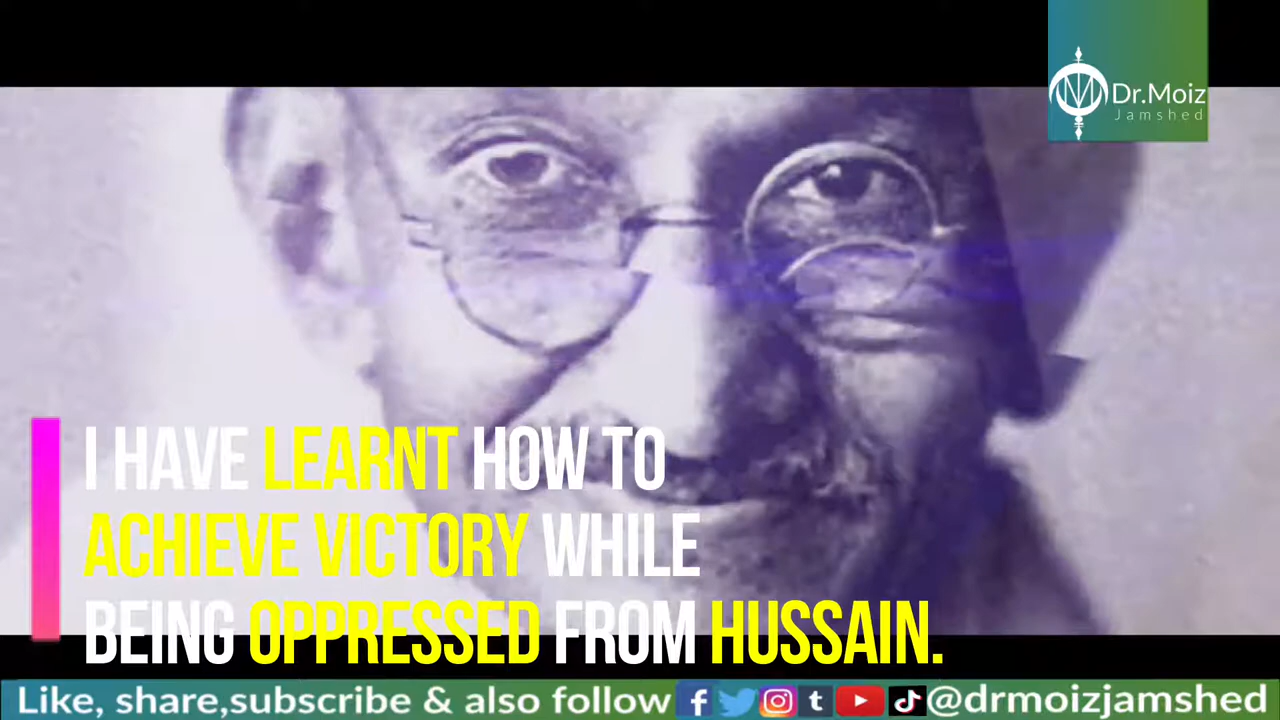 Dr.Moiz
Jamshed
I HAVE LEARNT HOW TO
ACHIEVE VICTORY WHILE
BEING OPPRESSED FROM HUSSAIN.
Like, share,subscribe & also follow @drmoizjamshed